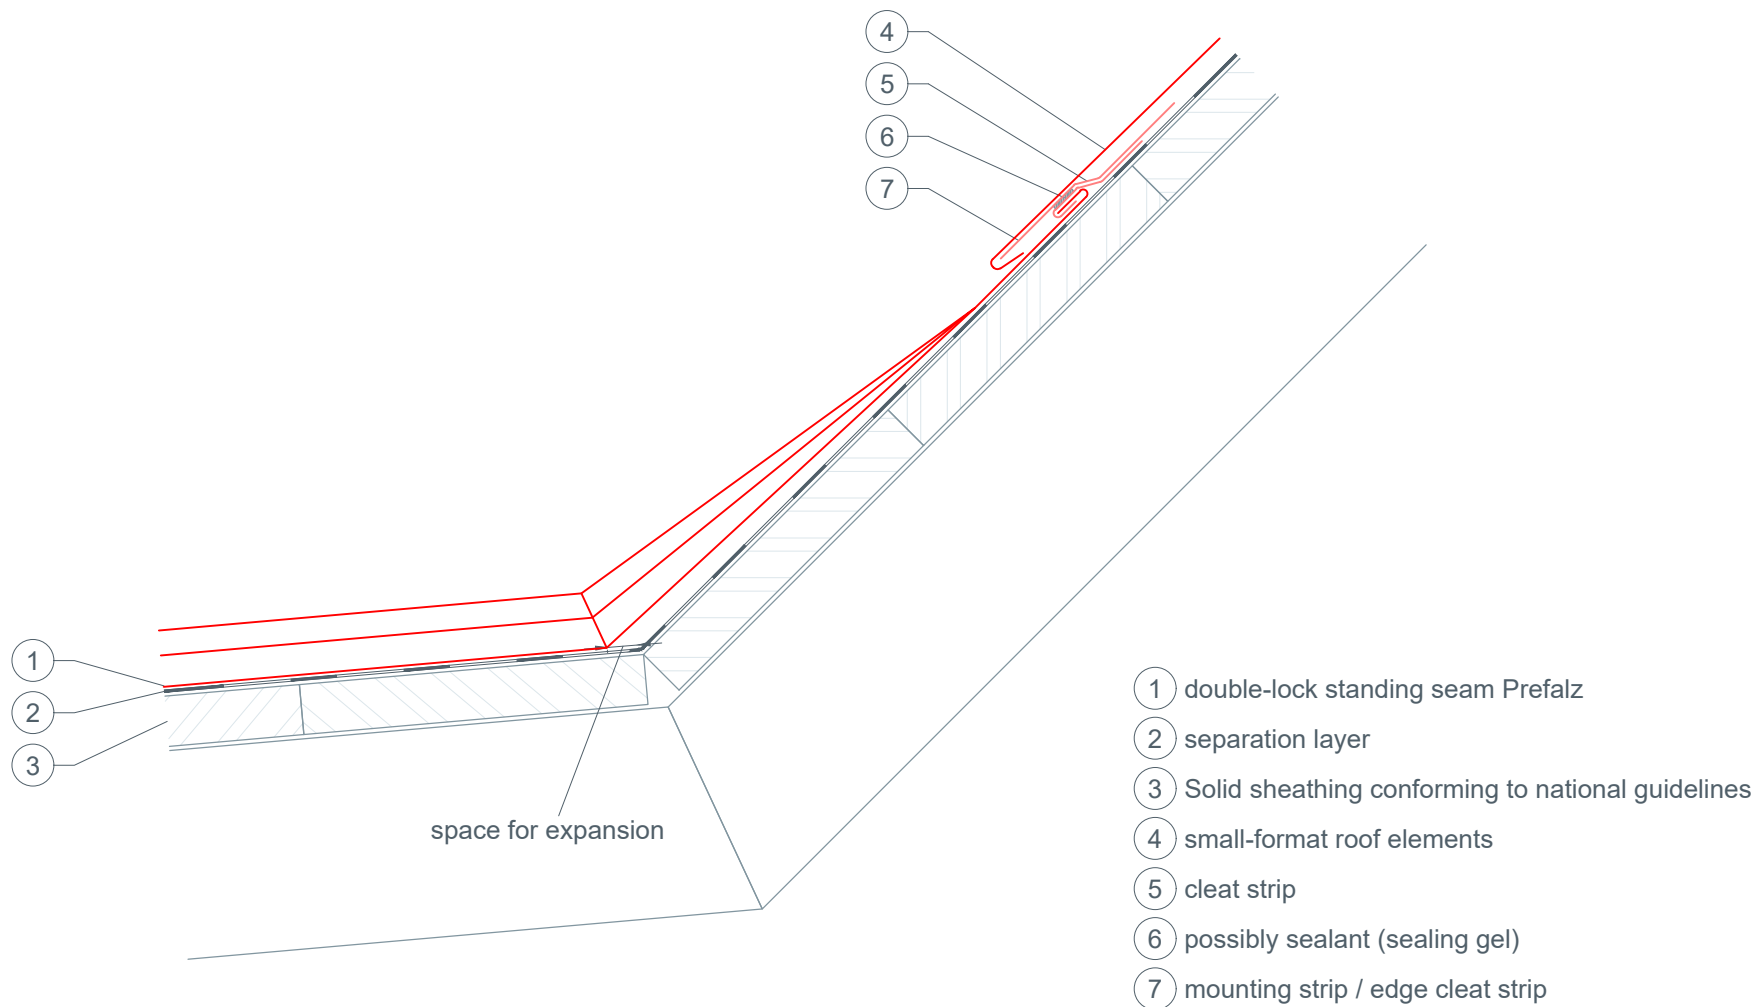 4
5
6
7
1
2
3
space for expansion
1 double-lock standing seam Prefalz
2 separation layer
3 Solid sheathing conforming to national guidelines
4 small-format roof elements
5 cleat strip
6 possibly sealant (sealing gel)
7 mounting strip / edge cleat strip